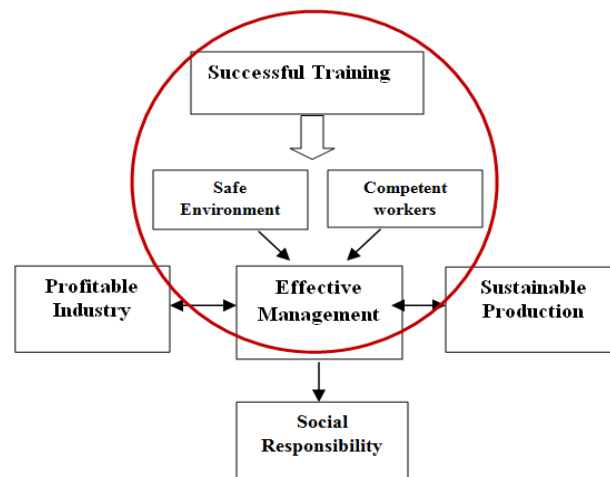 Successful Training
Safe
Environment
Competent
workers
Profitable
Industry
Effective
Management
Sustainable
Production
Social
Responsibility